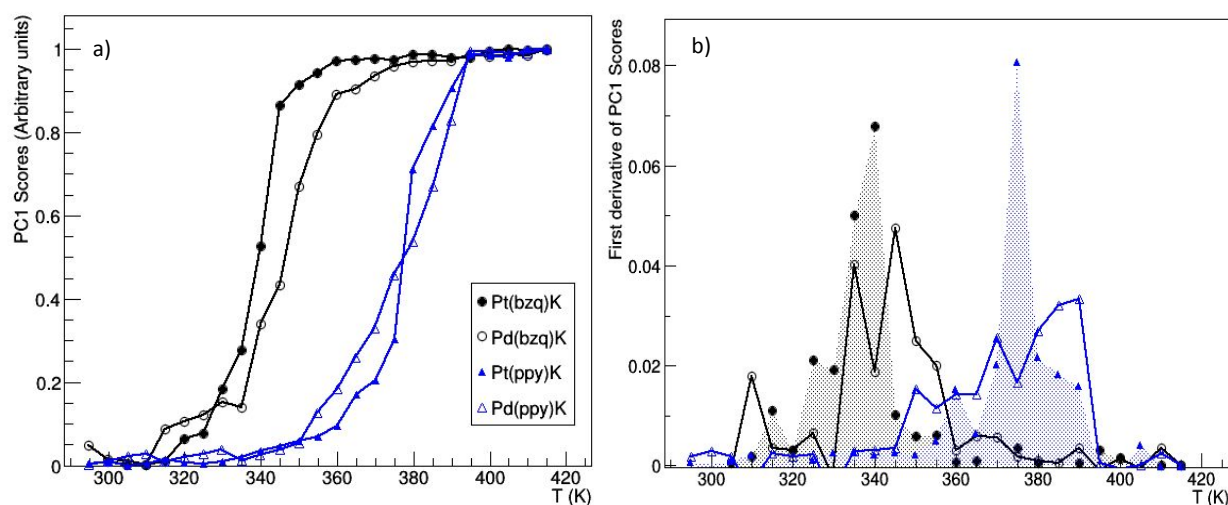 a)
PC1 Scores (Arbitrary units)
1
0.8
0.6
0.4
0.2
0
300 320 340 360 380 400 420
T (K)
Pt(bzq)K
Pd(bzq)K
Pt(ppy)K
Pd(ppy)K
b)
First derivative of PC1 Scores
0.08
0.06
0.04
0.02
0
300 320 340 360 380 400 420
T (K)